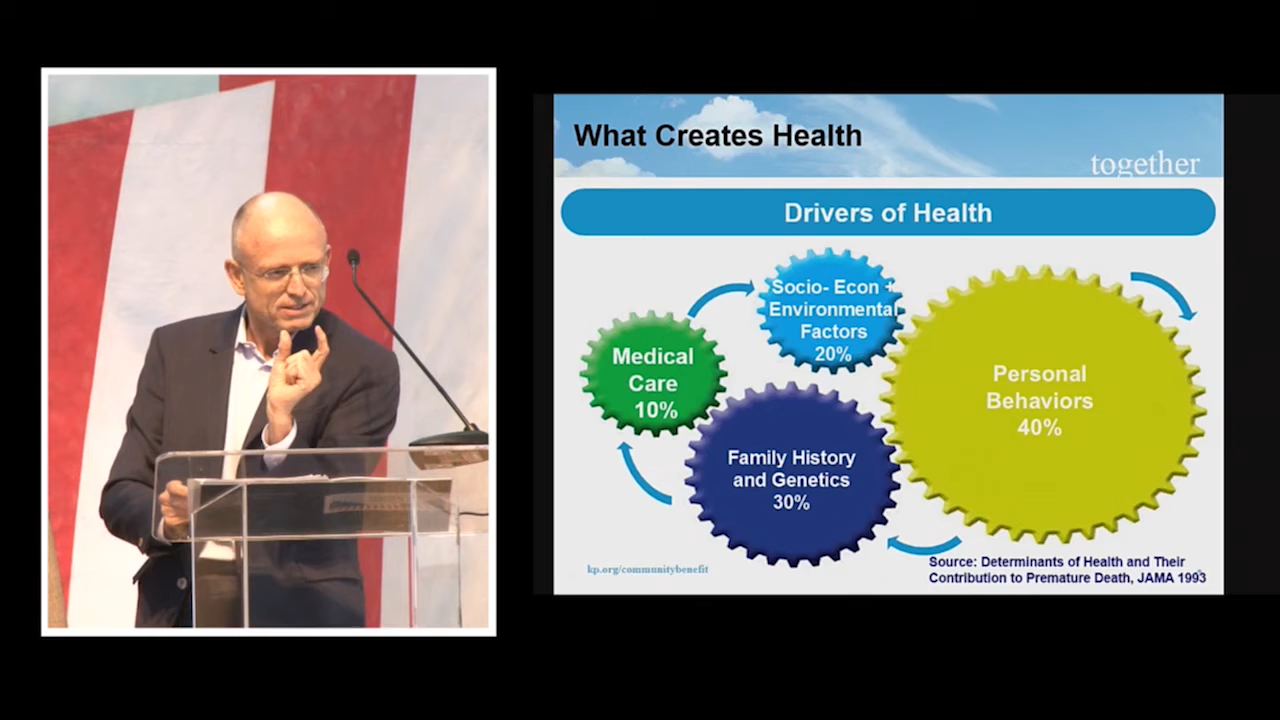 What Creates Health
together
Drivers of Health
Socio- Econ +
Environmental
Factors
20%
Medical
Care
10%
Personal
Behaviors
40%
Family History
and Genetics
30%
kp.org/communitybenefit
Source: Determinants of Health and Their
Contribution to Premature Death, JAMA 1993